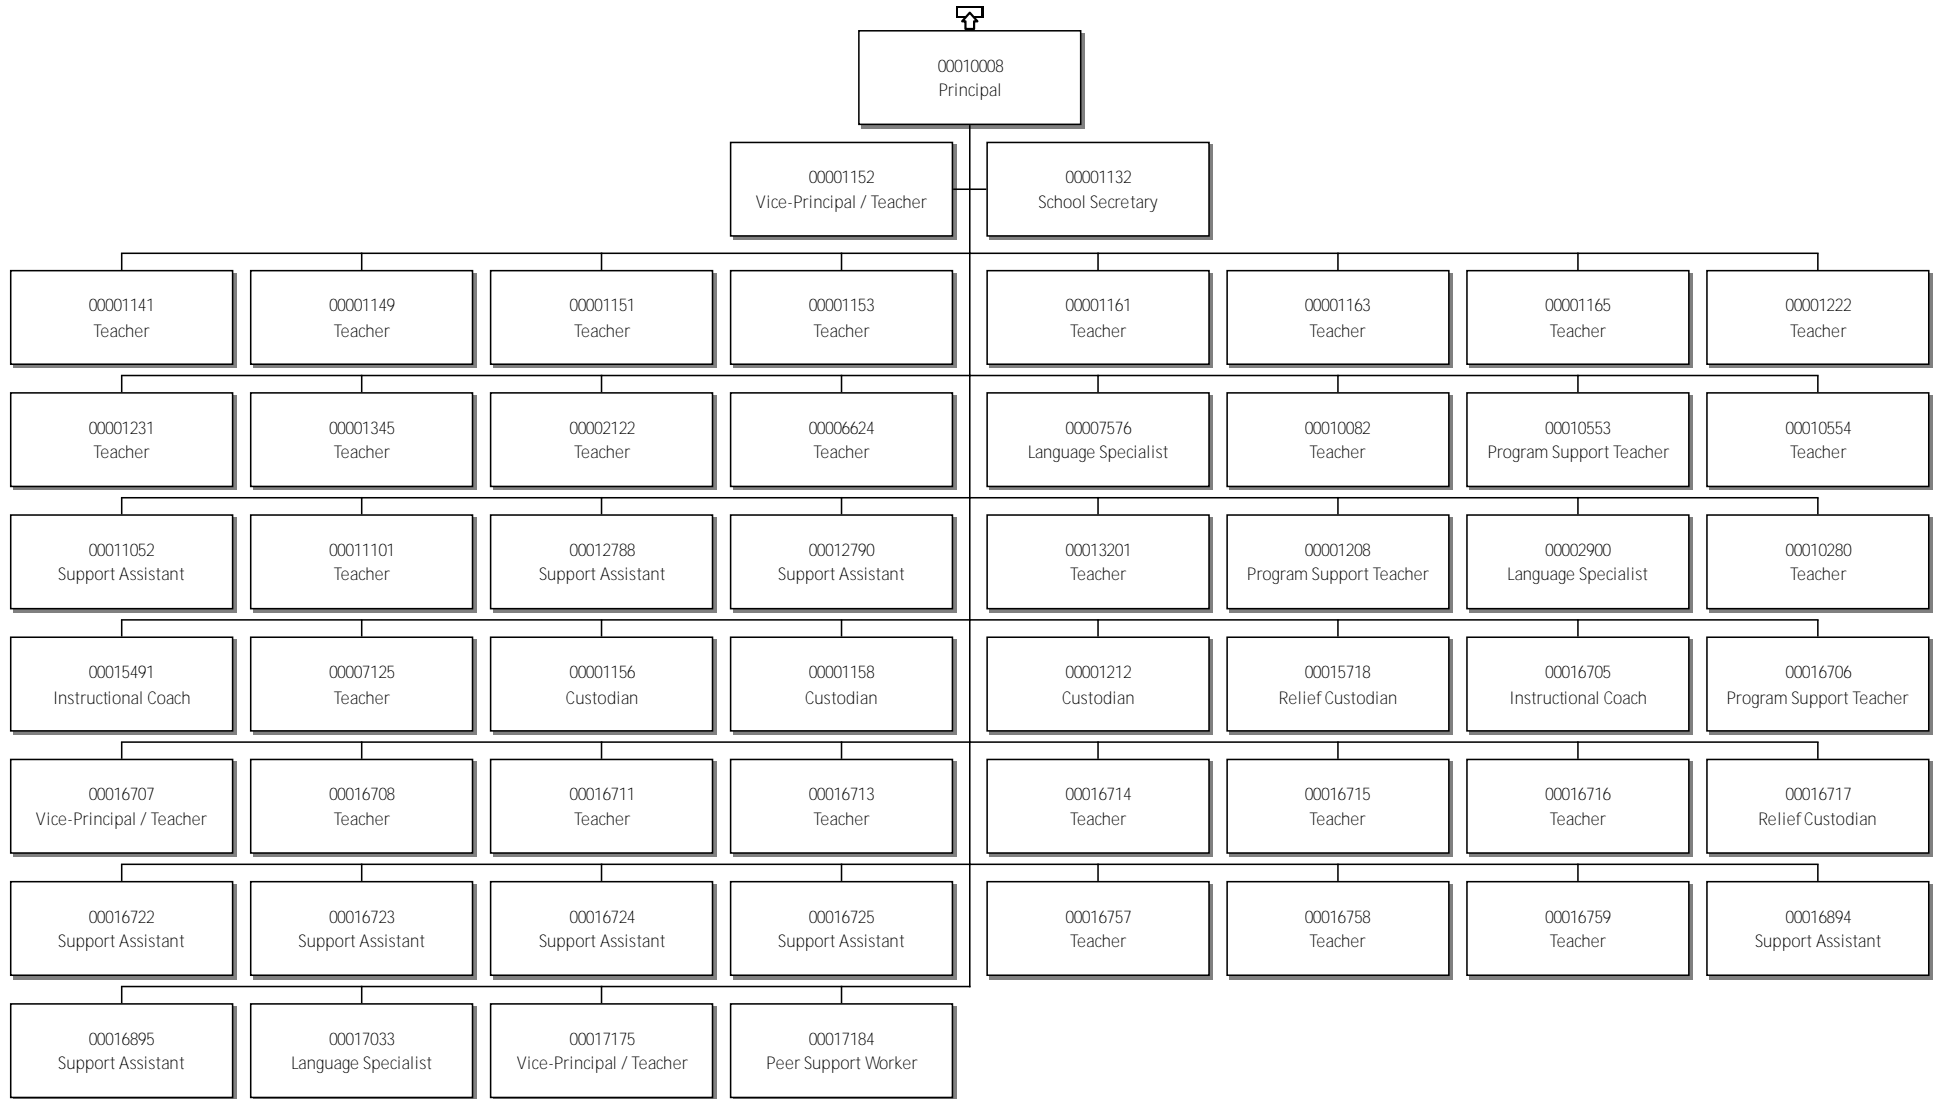 00010008
Principal
00001152
Vice-Principal / Teacher
00001132
School Secretary
00001141
Teacher
00001149
Teacher
00001151
Teacher
00001153
Teacher
00001161
Teacher
00001163
Teacher
00001165
Teacher
00001222
Teacher
00001231
Teacher
00001345
Teacher
00002122
Teacher
00006624
Teacher
00007576
Language Specialist
00010082
Teacher
00010553
Program Support Teacher
00010554
Teacher
00011052
Support Assistant
00011101
Teacher
00012788
Support Assistant
00012790
Support Assistant
00013201
Teacher
00001208
Program Support Teacher
00002900
Language Specialist
00010280
Teacher
00015491
Instructional Coach
00007125
Teacher
00001156
Custodian
00001158
Custodian
00001212
Custodian
00015718
Relief Custodian
00016705
Instructional Coach
00016706
Program Support Teacher
00016707
Vice-Principal / Teacher
00016708
Teacher
00016711
Teacher
00016713
Teacher
00016714
Teacher
00016715
Teacher
00016716
Teacher
00016717
Relief Custodian
00016722
Support Assistant
00016723
Support Assistant
00016724
Support Assistant
00016725
Support Assistant
00016757
Teacher
00016758
Teacher
00016759
Teacher
00016894
Support Assistant
00016895
Support Assistant
00017033
Language Specialist
00017175
Vice-Principal / Teacher
00017184
Peer Support Worker